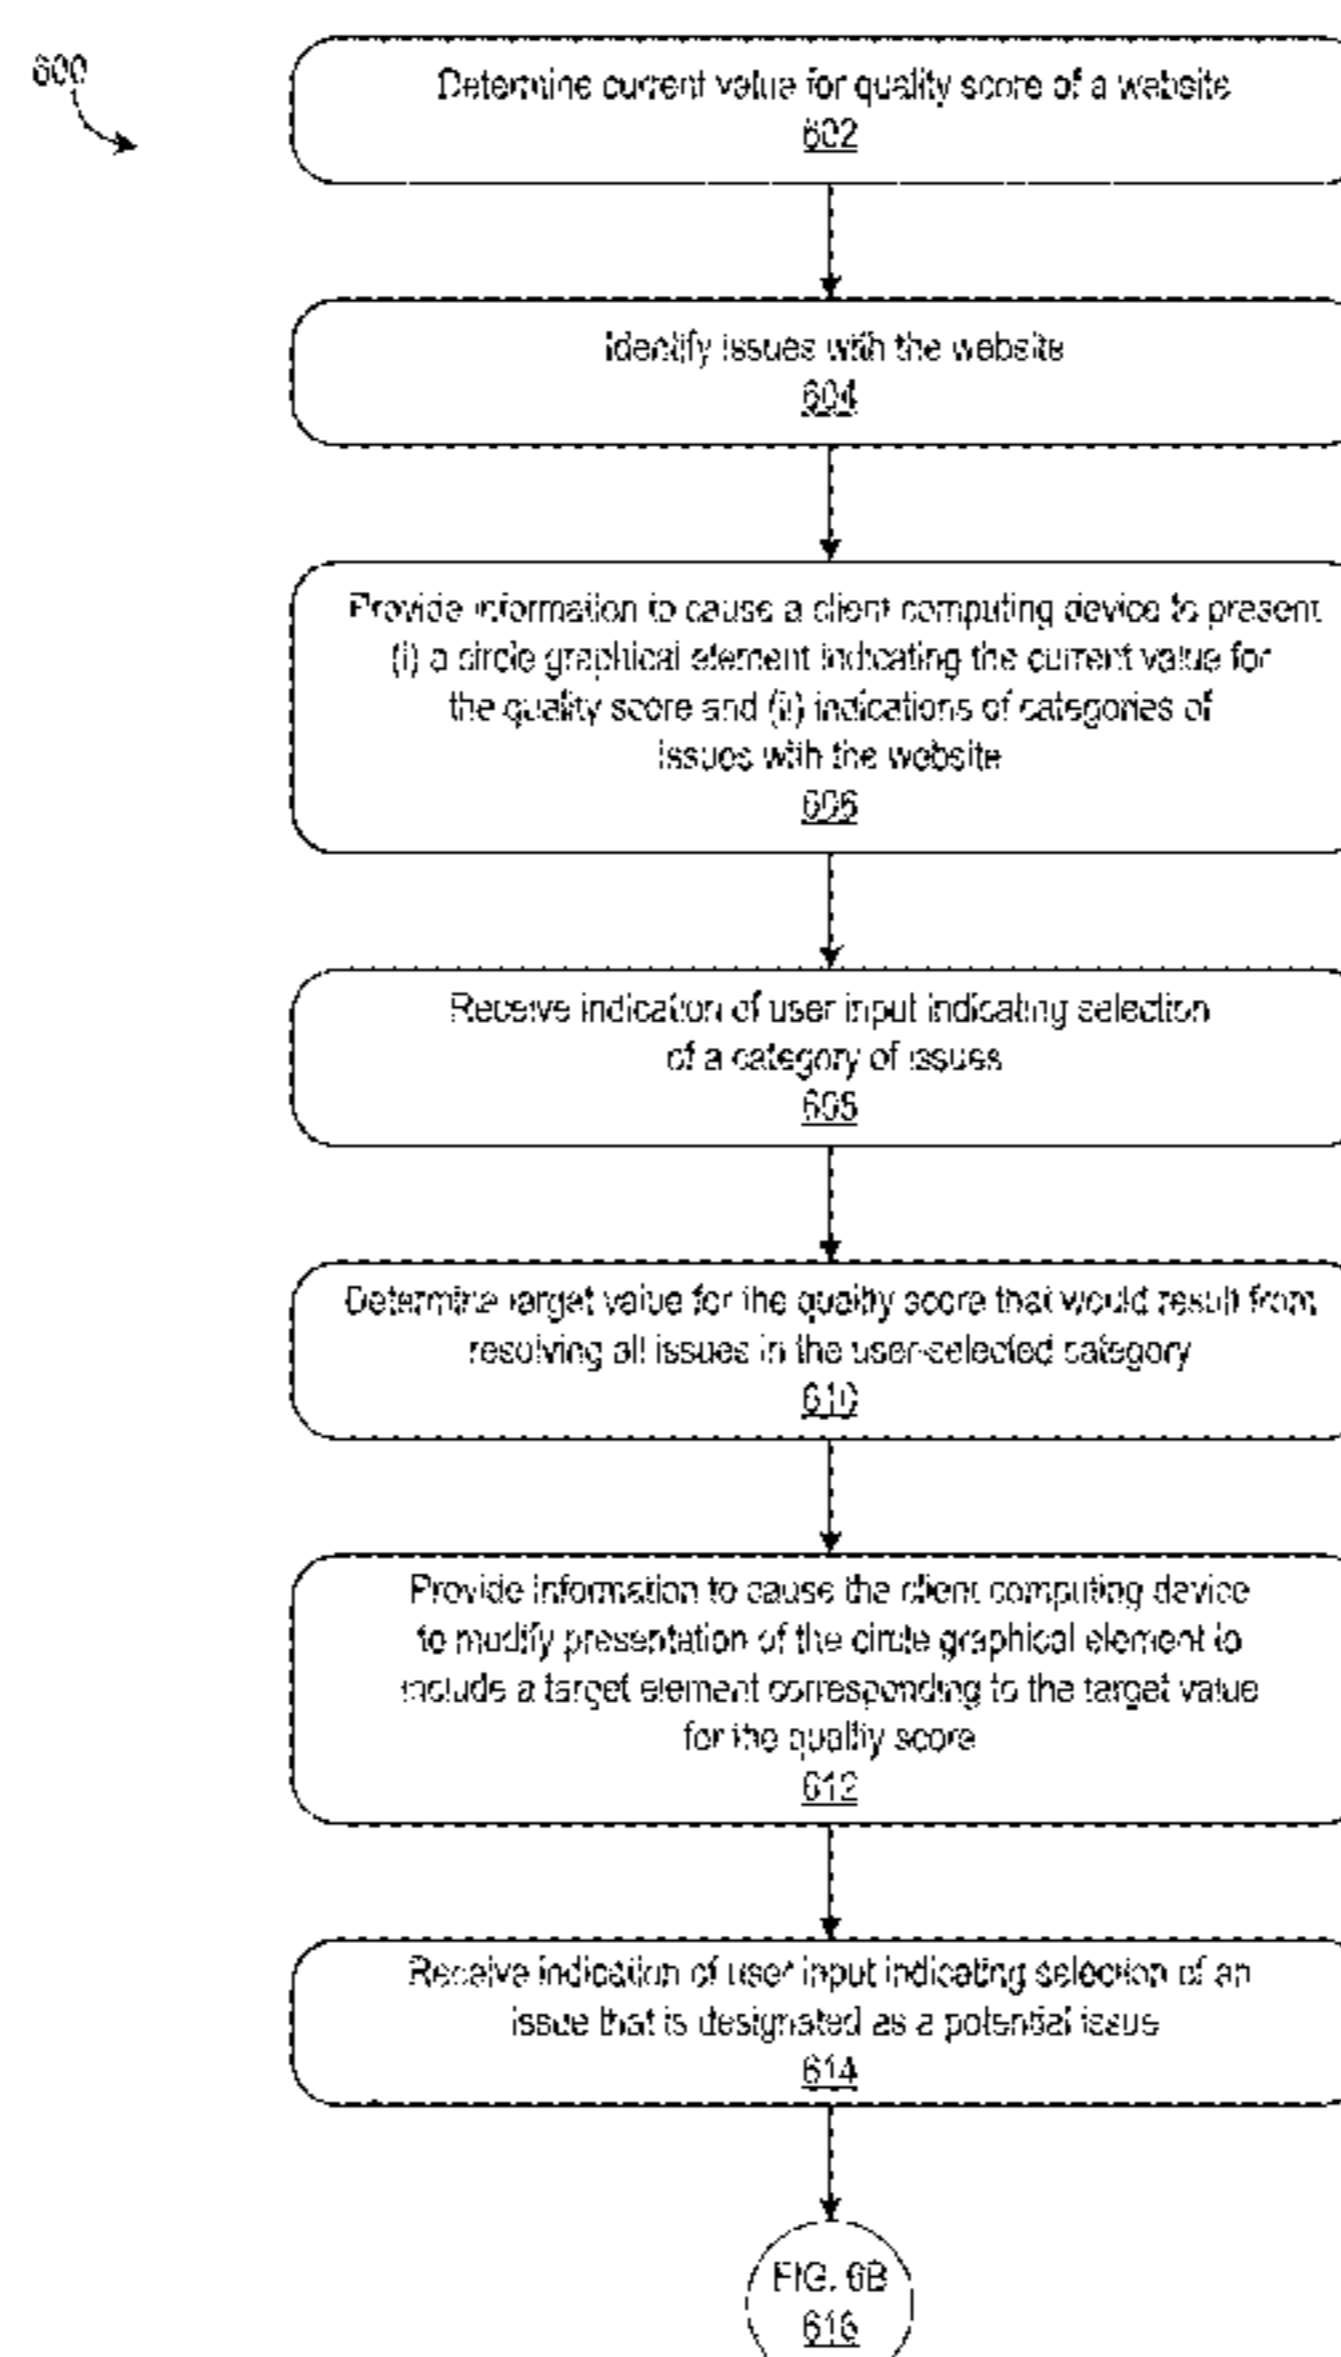 600
Determine current value for quality score of a website
602
Identify issues with the website
604
Provide information to cause a client computing device to present
(i) a circle graphical element indicating the current value for
the quality score and (ii) indications of categories of
issues with the website
606
Receive indication of user input indicating selection
of a category of issues
608
Determine target value for the quality score that would result from
resolving all issues in the user-selected category
610
Provide information to cause the client computing device
to modify presentation of the circle graphical element to
include a target element corresponding to the target value
for the quality score
612
Receive indication of user input indicating selection of an
issue that is designated as a potential issue
614
FIG. 6B
616